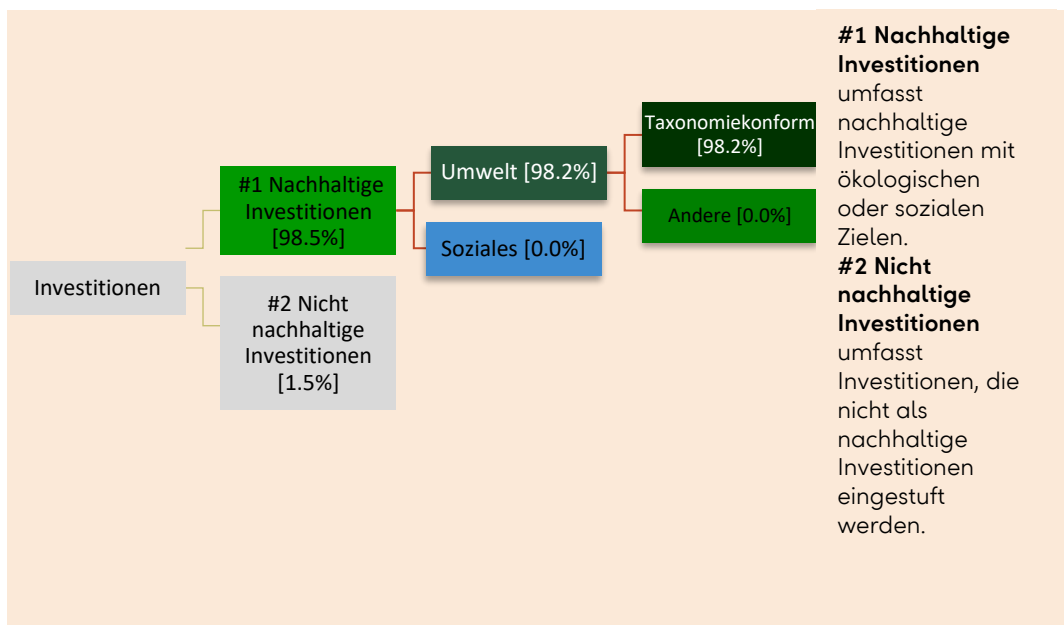 Investitionen
#1 Nachhaltige
Investitionen
[98.5%]
#2 Nicht
nachhaltige
Investitionen
[1.5%]
Umwelt [98.2%]
Soziales [0.0%]
Taxonomiekonform
[98.2%]
Andere [0.0%]
#1 Nachhaltige
Investitionen
umfasst
nachhaltige
Investitionen mit
ökologischen
oder sozialen
Zielen.
#2 Nicht
nachhaltige
Investitionen
umfasst
Investitionen, die
nicht als
nachhaltige
Investitionen
eingestuft
werden.